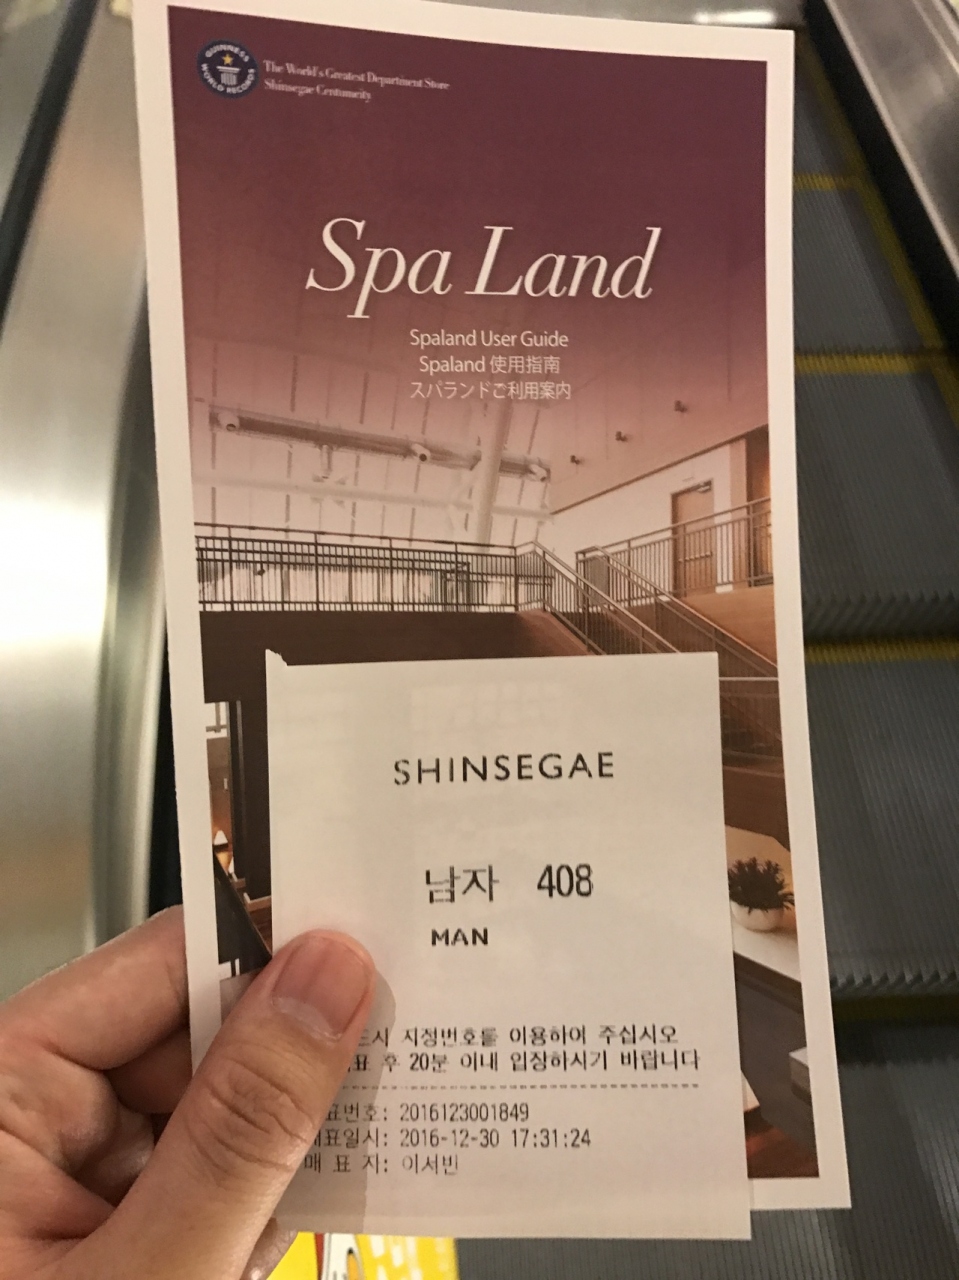 GUINNESS WORLD RECORDS
The World's Greatest Department Store
Shinsegae Centumcity
Spa Land
Spaland User Guide
Spaland 使用指南
スパランドご利用案内
SHINSEGAE
남자 408
MAN
지정번호를 이용하여 주십시오
후 20분 이내 입장하시기 바랍니다
표번호: 2016123001849
표일시: 2016-12-30 17:31:24
매 표 자: 이서빈